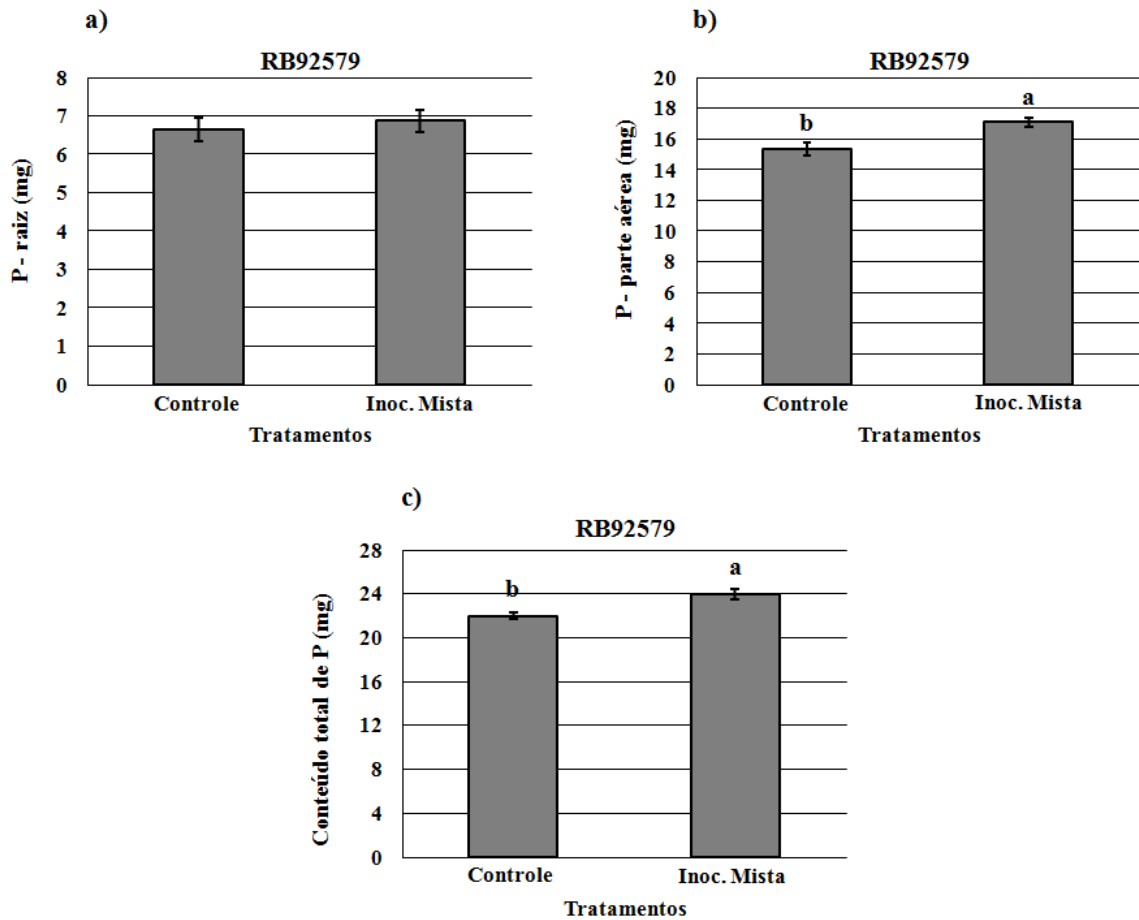 a)
RB92579
P - raiz (mg)
8
7
6
5
4
3
2
1
0
Controle Inoc. Mista
Tratamentos
b)
RB92579
P - parte aérea (mg)
20
18
16
14
12
10
8
6
4
2
0
b
a
Controle Inoc. Mista
Tratamentos
c)
RB92579
Conteúdo total de P (mg)
28
24
20
16
12
8
4
0
b
a
Controle Inoc. Mista
Tratamentos